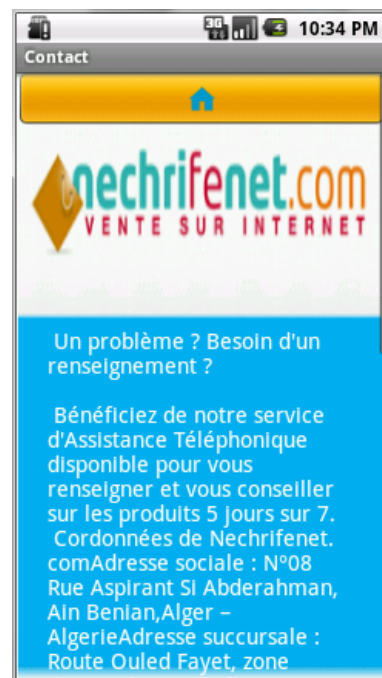 3G 10:34 PM
Contact
nechrifenet.com
VENTE SUR INTERNET
Un problème ? Besoin d'un
renseignement ?
Bénéficiez de notre service
d'Assistance Téléphonique
disponible pour vous
renseigner et vous conseiller
sur les produits 5 jours sur 7.
Cordonnées de Nechrifenet.
comAdresse sociale : Nº08
Rue Aspirant Si Abderahman,
Ain Benian,Alger –
AlgerieAdresse succursale :
Route Ouled Fayet, zone